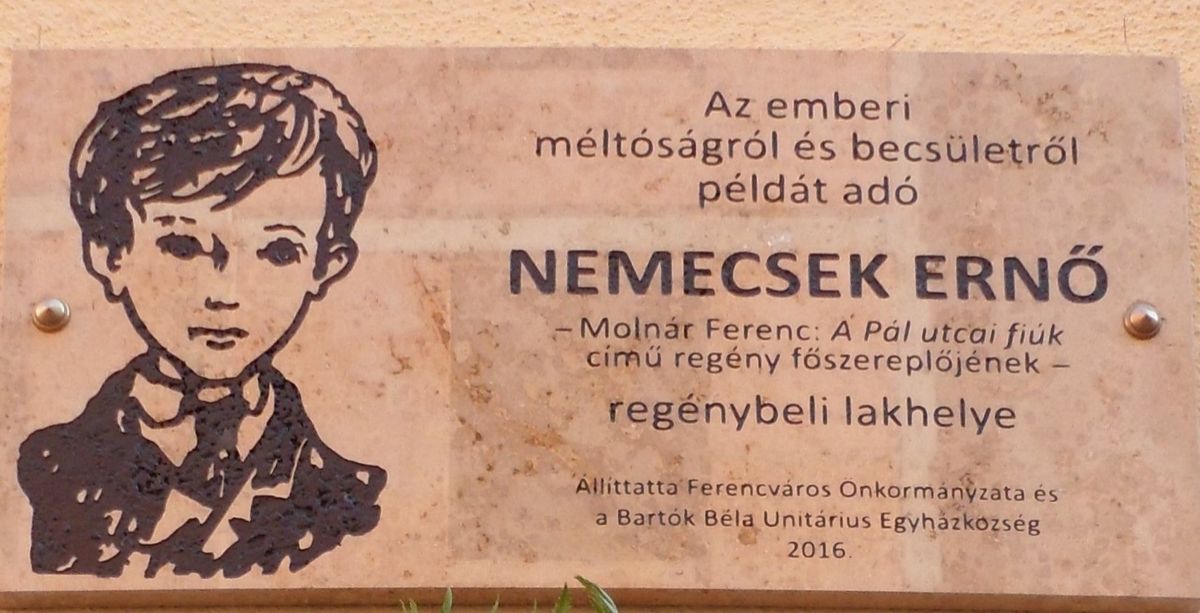 Az emberi
méltóságról és becsületről
példát adó
NEMECSEK ERNŐ
– Molnár Ferenc: A Pál utcai fiúk
című regény főszereplőjének –
regénybeli lakhelye
Állíttatta Ferencváros Önkormányzata és
a Bartók Béla Unitárius Egyházközség
2016.